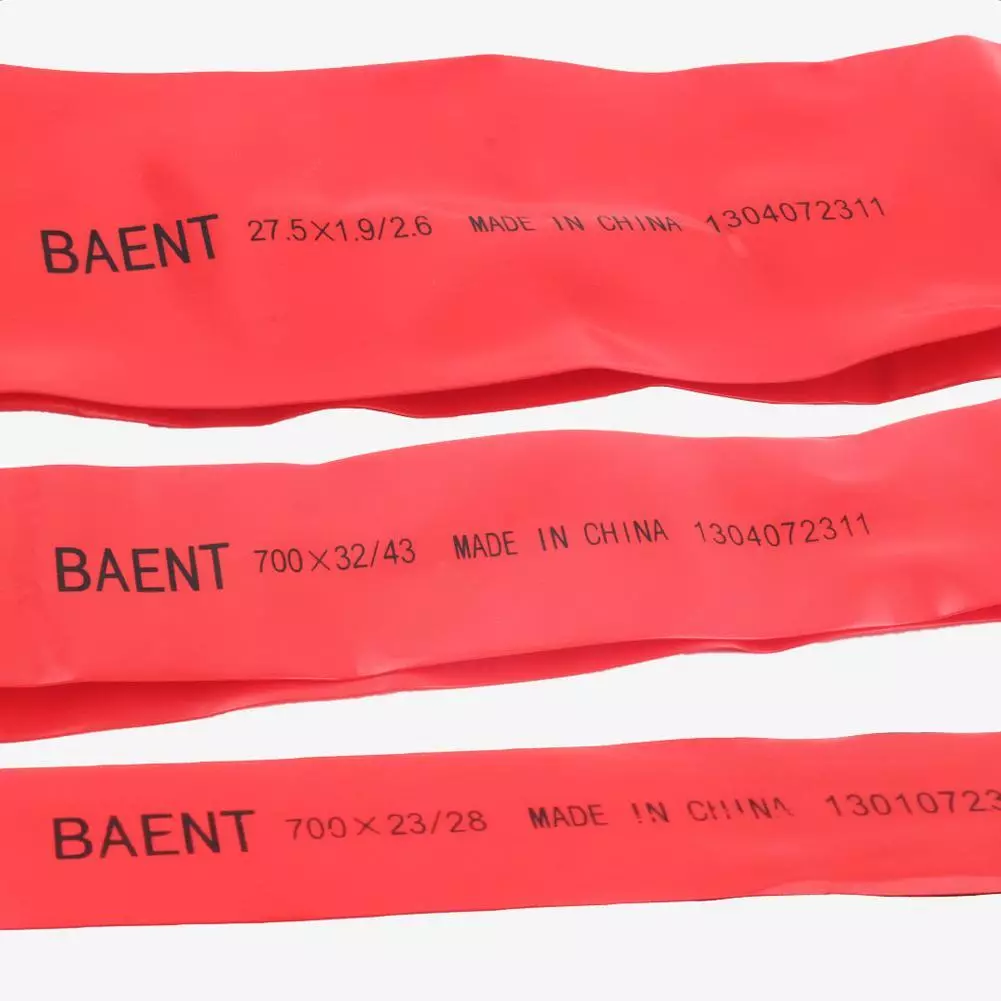 BAENT 27.5×1.9/2.6 MADE IN CHINA 1304072311
BAENT 700×32/43 MADE IN CHINA 1304072311
BAENT 700×23/28 MADE IN CHINA 13010723